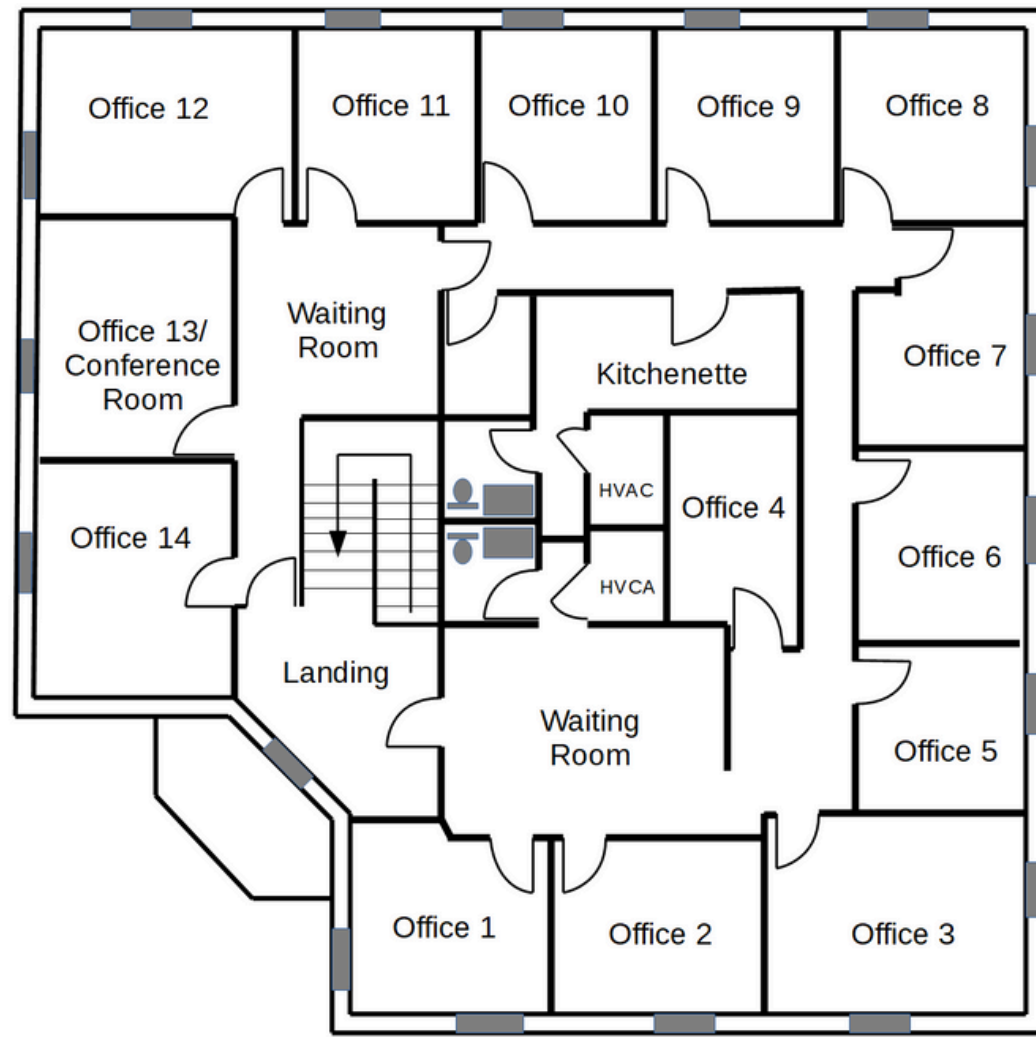 Office 12
Office 11
Office 10
Office 9
Office 8
Office 13/
Conference
Room
Waiting
Room
Kitchenette
Office 7
HVAC
Office 4
Office 14
Office 6
HVCA
Landing
Waiting
Room
Office 5
Office 1
Office 2
Office 3